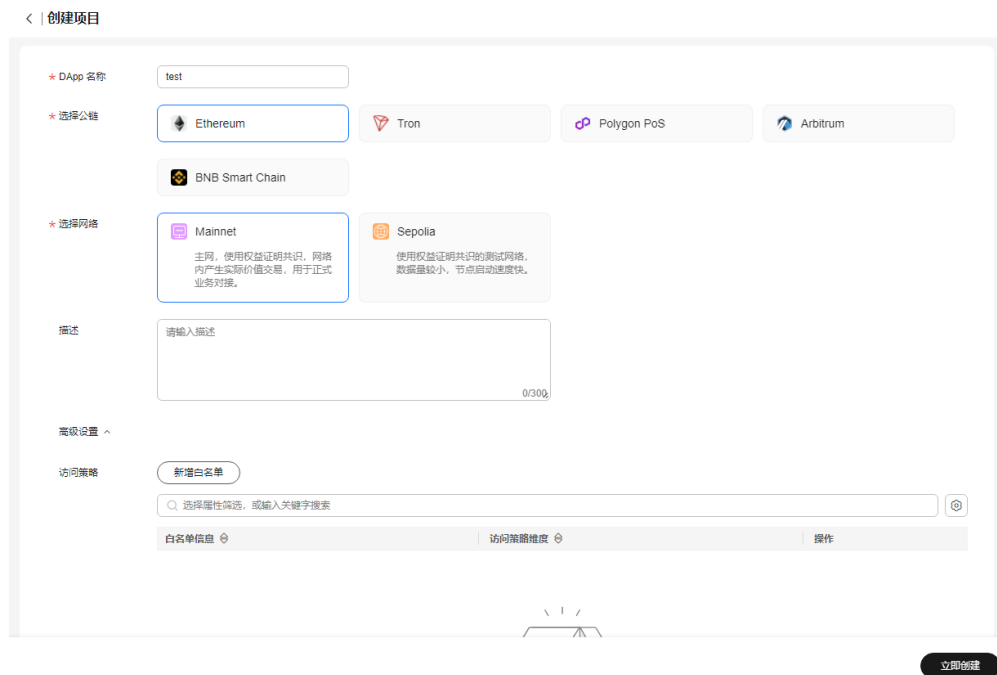 创建项目
* DApp 名称
test
* 选择公链
Ethereum
Tron
Polygon PoS
Arbitrum
BNB Smart Chain
* 选择网络
Mainnet
主网，使用权益证明共识，网络
内产生实际价值交易，用于正式
业务对接。
Sepolia
使用权益证明共识的测试网络，
数据量较小，节点启动速度快。
描述
请输入描述
0/300
高级设置
访问策略
新增白名单
选择属性筛选，或输入关键字搜索
白名单信息
访问策略维度
操作
立即创建